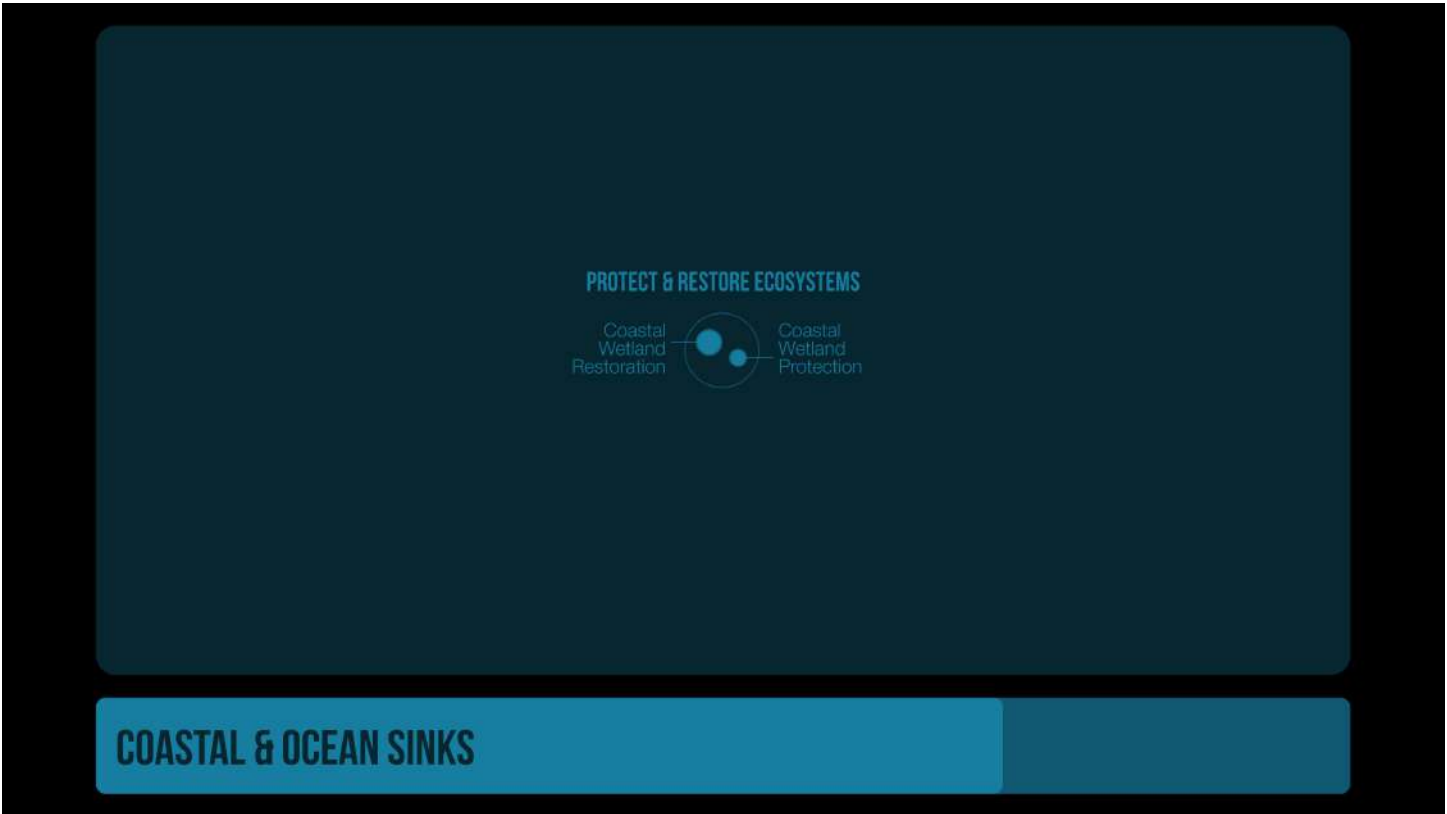 PROTECT & RESTORE ECOSYSTEMS
Coastal
Wetland
Restoration
Coastal
Wetland
Protection
COASTAL & OCEAN SINKS